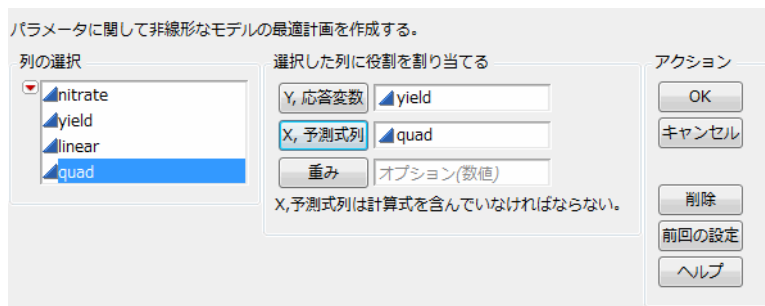 パラメータに関して非線形なモデルの最適計画を作成する。
列の選択
nitrate
yield
linear
quad
選択した列に役割を割り当てる
Y, 応答変数 yield
X, 予測式列 quad
重み オプション(数値)
X,予測式列は計算式を含んでいなければならない。
アクション
OK
キャンセル
削除
前回の設定
ヘルプ